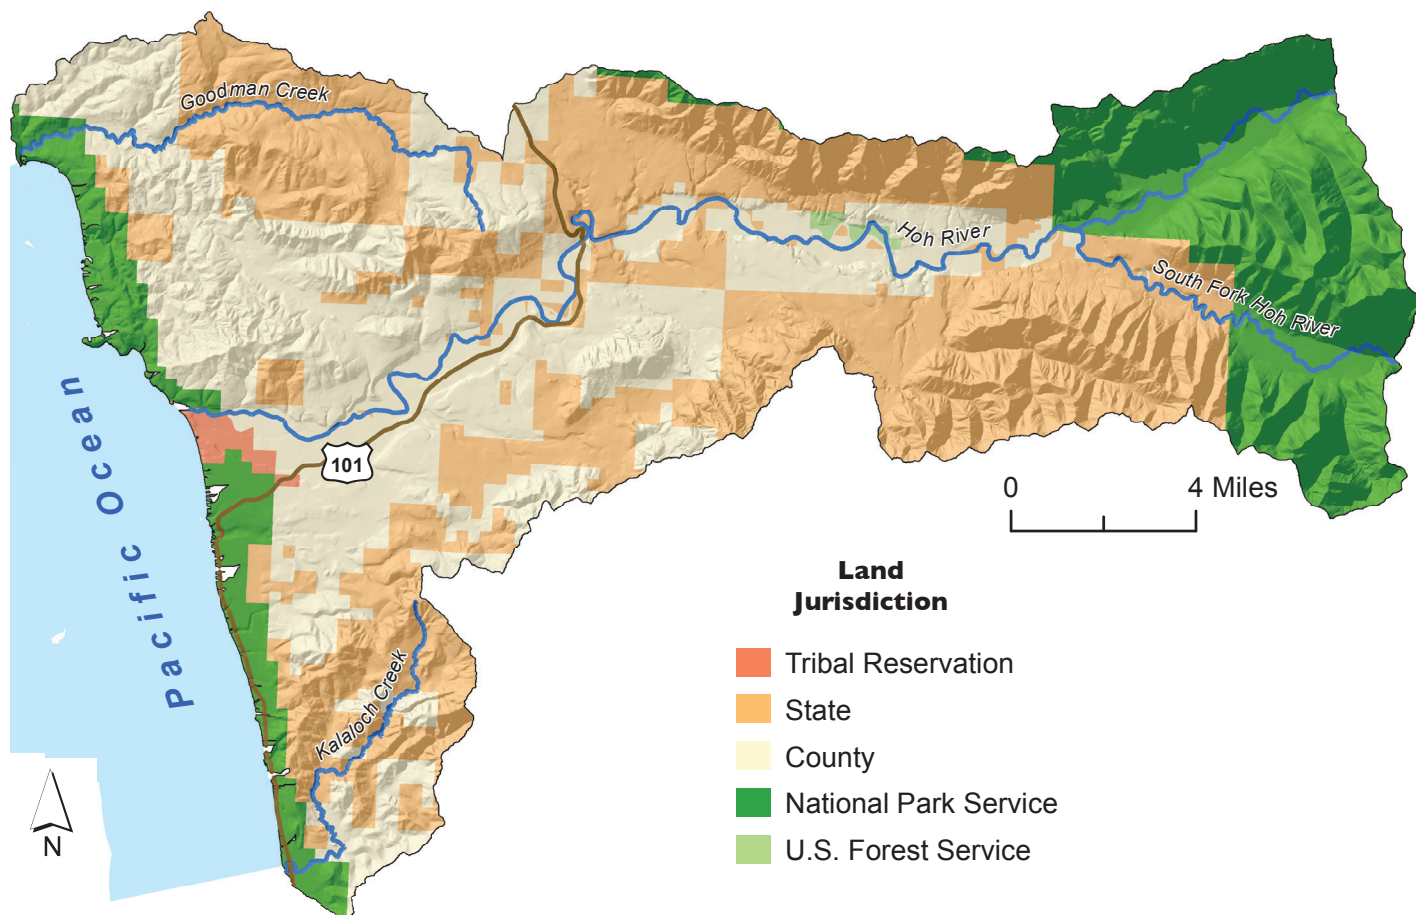 Goodman Creek
Hoh River
South Fork Hoh River
Pacific Ocean
101
0 4 Miles
Kalaloch Creek
Land
Jurisdiction
Tribal Reservation
State
County
National Park Service
U.S. Forest Service
N